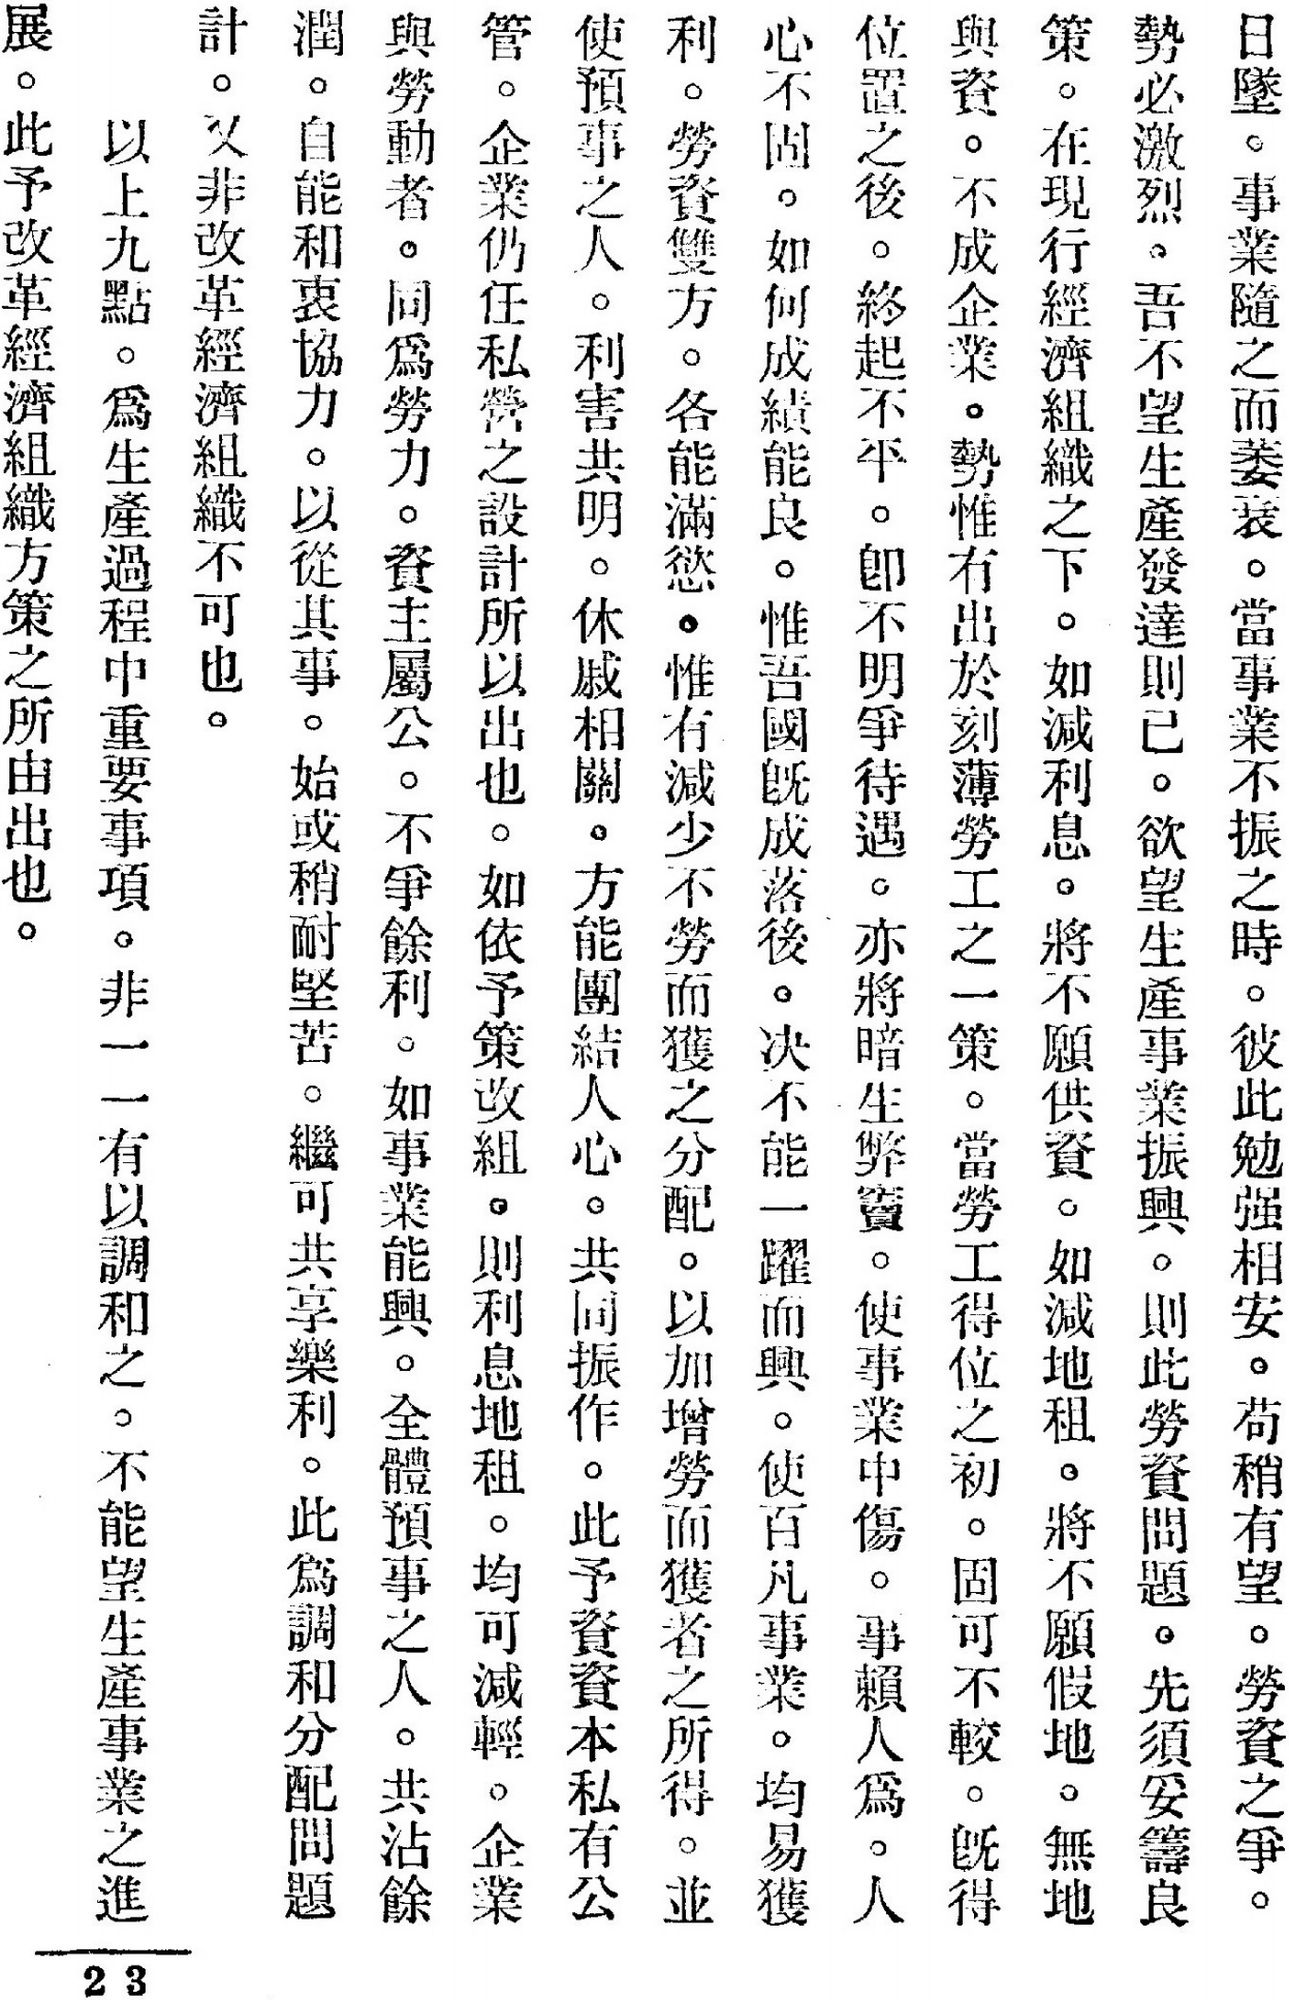 日墜。事業隨之而萎衰。當事業不振之時。彼此勉强相安。苟稍有望。勞資之爭。
勢必激烈。吾不望生產發達則已。欲望生產事業振興。則此勞資問題。先須妥籌良
策。在現行經濟組織之下。如減利息。將不願供資。如減地租。將不願假地。無地
與資。不成企業。勢惟有出於刻薄勞工之一策。當勞工得位之初。固可不較。旣得
位置之後。終起不平。卽不明爭待遇。亦將暗生弊竇。使事業中傷。事賴人爲。人
心不固。如何成績能良。惟吾國旣成落後。决不能一躍而興。使百凡事業。均易獲
利。勞資雙方。各能滿慾。惟有減少不勞而獲之分配。以加增勞而獲者之所得。並
使預事之人。利害共明。休戚相關。方能團結人心。共同振作。此予資資本私有公
管。企業仍任私營之設計所以出也。如依予策改組。則利息地租。均可減輕。企業
與勞動者。同爲勞力。資主屬公。不爭餘利。如事業能興。全體預事之人。共沾餘
潤。自能和衷協力。以從其事。始或稍耐堅苦。繼可共享樂利。此爲調和分配問題
計。又非改革經濟組織不可也。
以上九點。爲生產過程中重要事項。非一一有以調和之。不能望生產事業之進
展。此予改革經濟組織方策之所由出也。
23